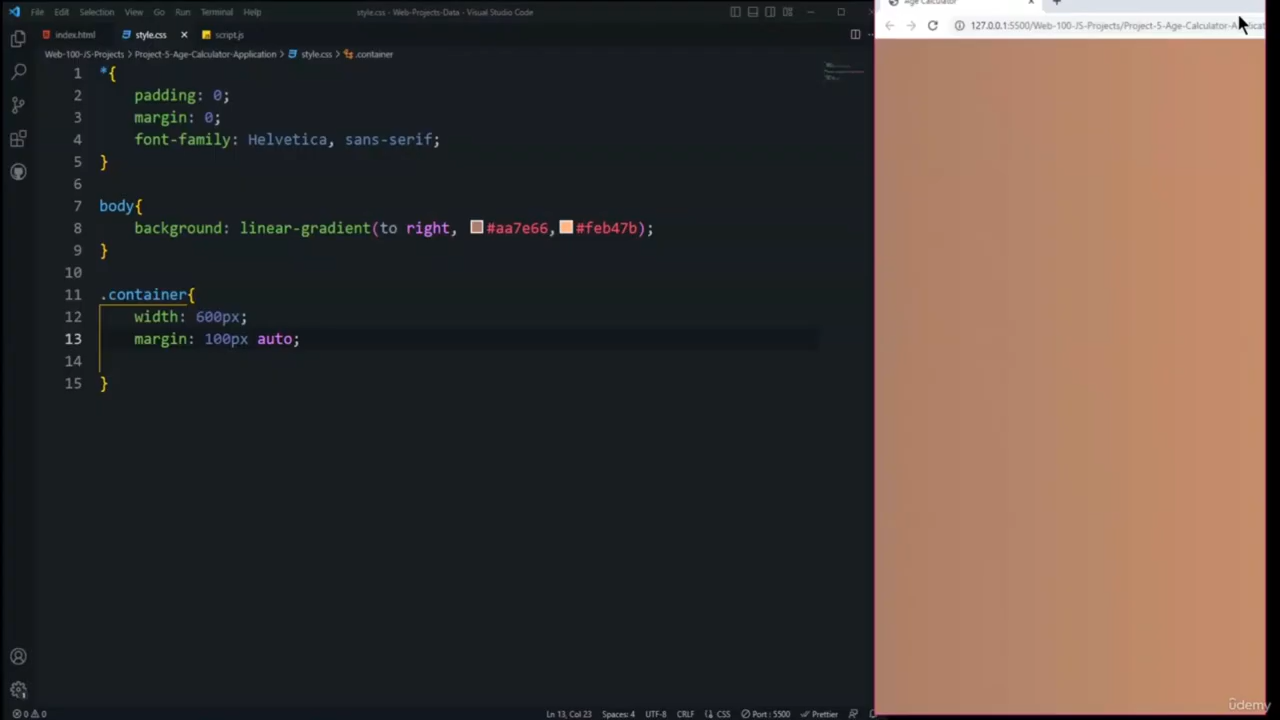 File Edit Selection View Go Run Terminal Help
style.css - Web-Projects-Data - Visual Studio Code
index.html
style.css
script.js
Web-100-JS-Projects > Project-5-Age-Calculator-Application > style.css > .container
1 *{
2 padding: 0;
3 margin: 0;
4 font-family: Helvetica, sans-serif;
5 }
6
7 body{
8 background: linear-gradient(to right, #aa7e66,#feb47b);
9 }
10
11 .container{
12 width: 600px;
13 margin: 100px auto;
14
15 }
0 0
Ln 13, Col 23 Spaces: 4 UTF-8 CRLF CSS Port : 5500 Prettier
Age Calculator
127.0.0.1:5500/Web-100-JS-Projects/Project-5-Age-Calculator-
udemy